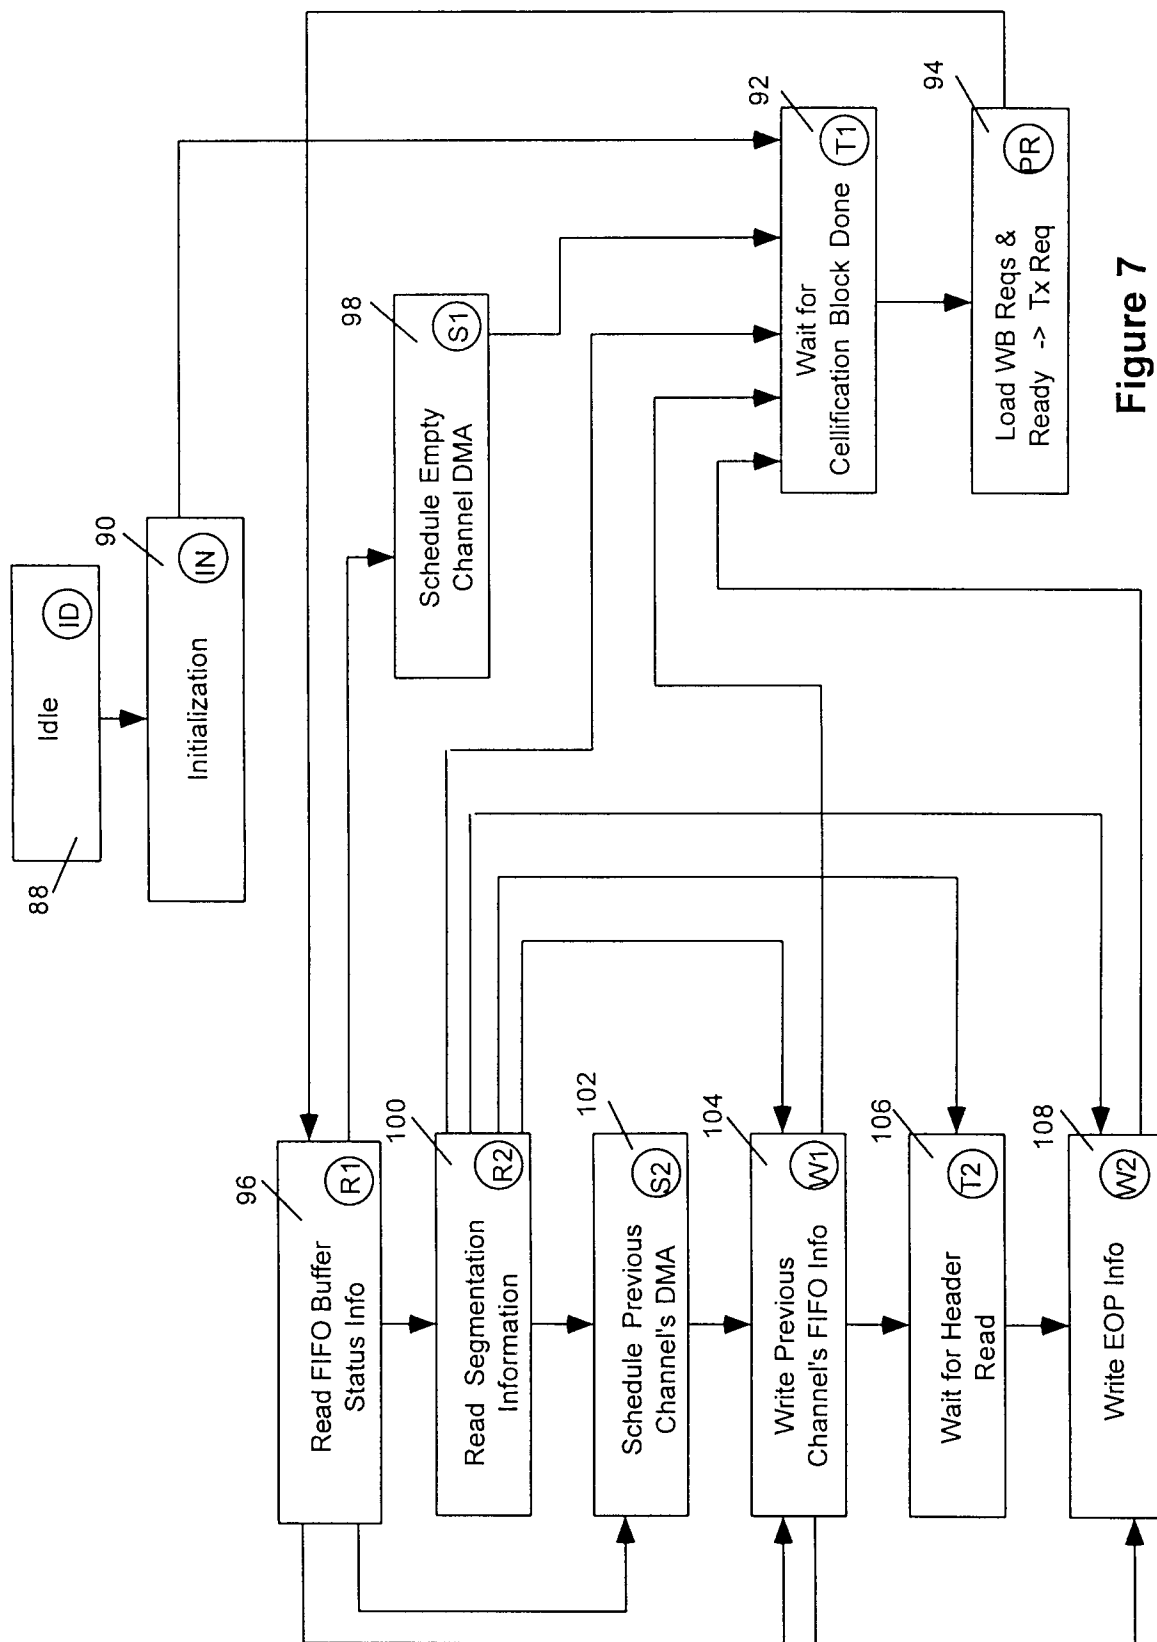 88
Idle
ID
90
Initialization
IN
96
Read FIFO Buffer
Status Info
R1
98
Schedule Empty
Channel DMA
S1
100
Read Segmentation
Information
R2
102
Schedule Previous
Channel's DMA
S2
92
Wait for
Cellification Block Done
T1
104
Write Previous
Channel's FIFO Info
W1
94
Load WB Reqs &
Ready -> Tx Req
PR
106
Wait for Header
Read
T2
108
Write EOP Info
W2
Figure 7